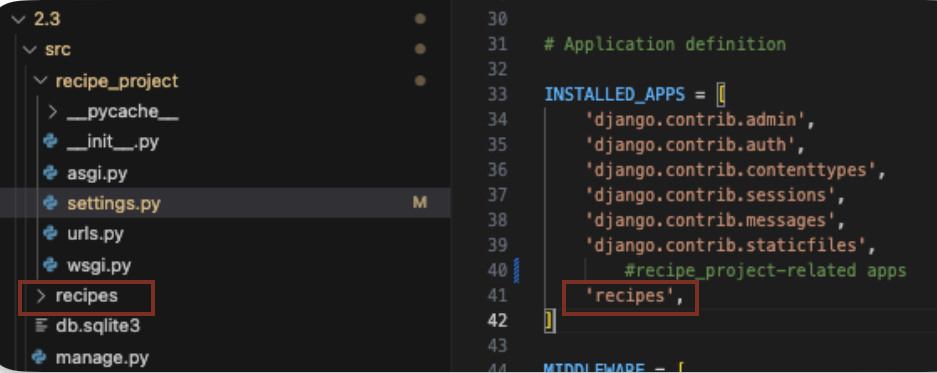 2.3
src
recipe_project
__pycache__
__init__.py
asgi.py
settings.py M
urls.py
wsgi.py
recipes
db.sqlite3
manage.py
30
31 # Application definition
32
33 INSTALLED_APPS = [
34 'django.contrib.admin',
35 'django.contrib.auth',
36 'django.contrib.contenttypes',
37 'django.contrib.sessions',
38 'django.contrib.messages',
39 'django.contrib.staticfiles',
40 #recipe_project-related apps
41 'recipes',
42 ]
43
44 MIDDLEWARE = [